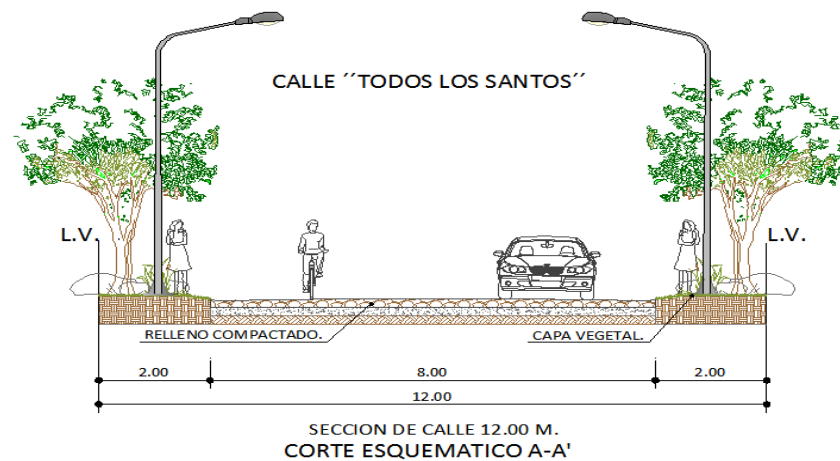 CALLE ´´TODOS LOS SANTOS´´
L.V.
L.V.
RELLENO COMPACTADO.
CAPA VEGETAL.
2.00
8.00
2.00
12.00
SECCION DE CALLE 12.00 M.
CORTE ESQUEMATICO A-A'